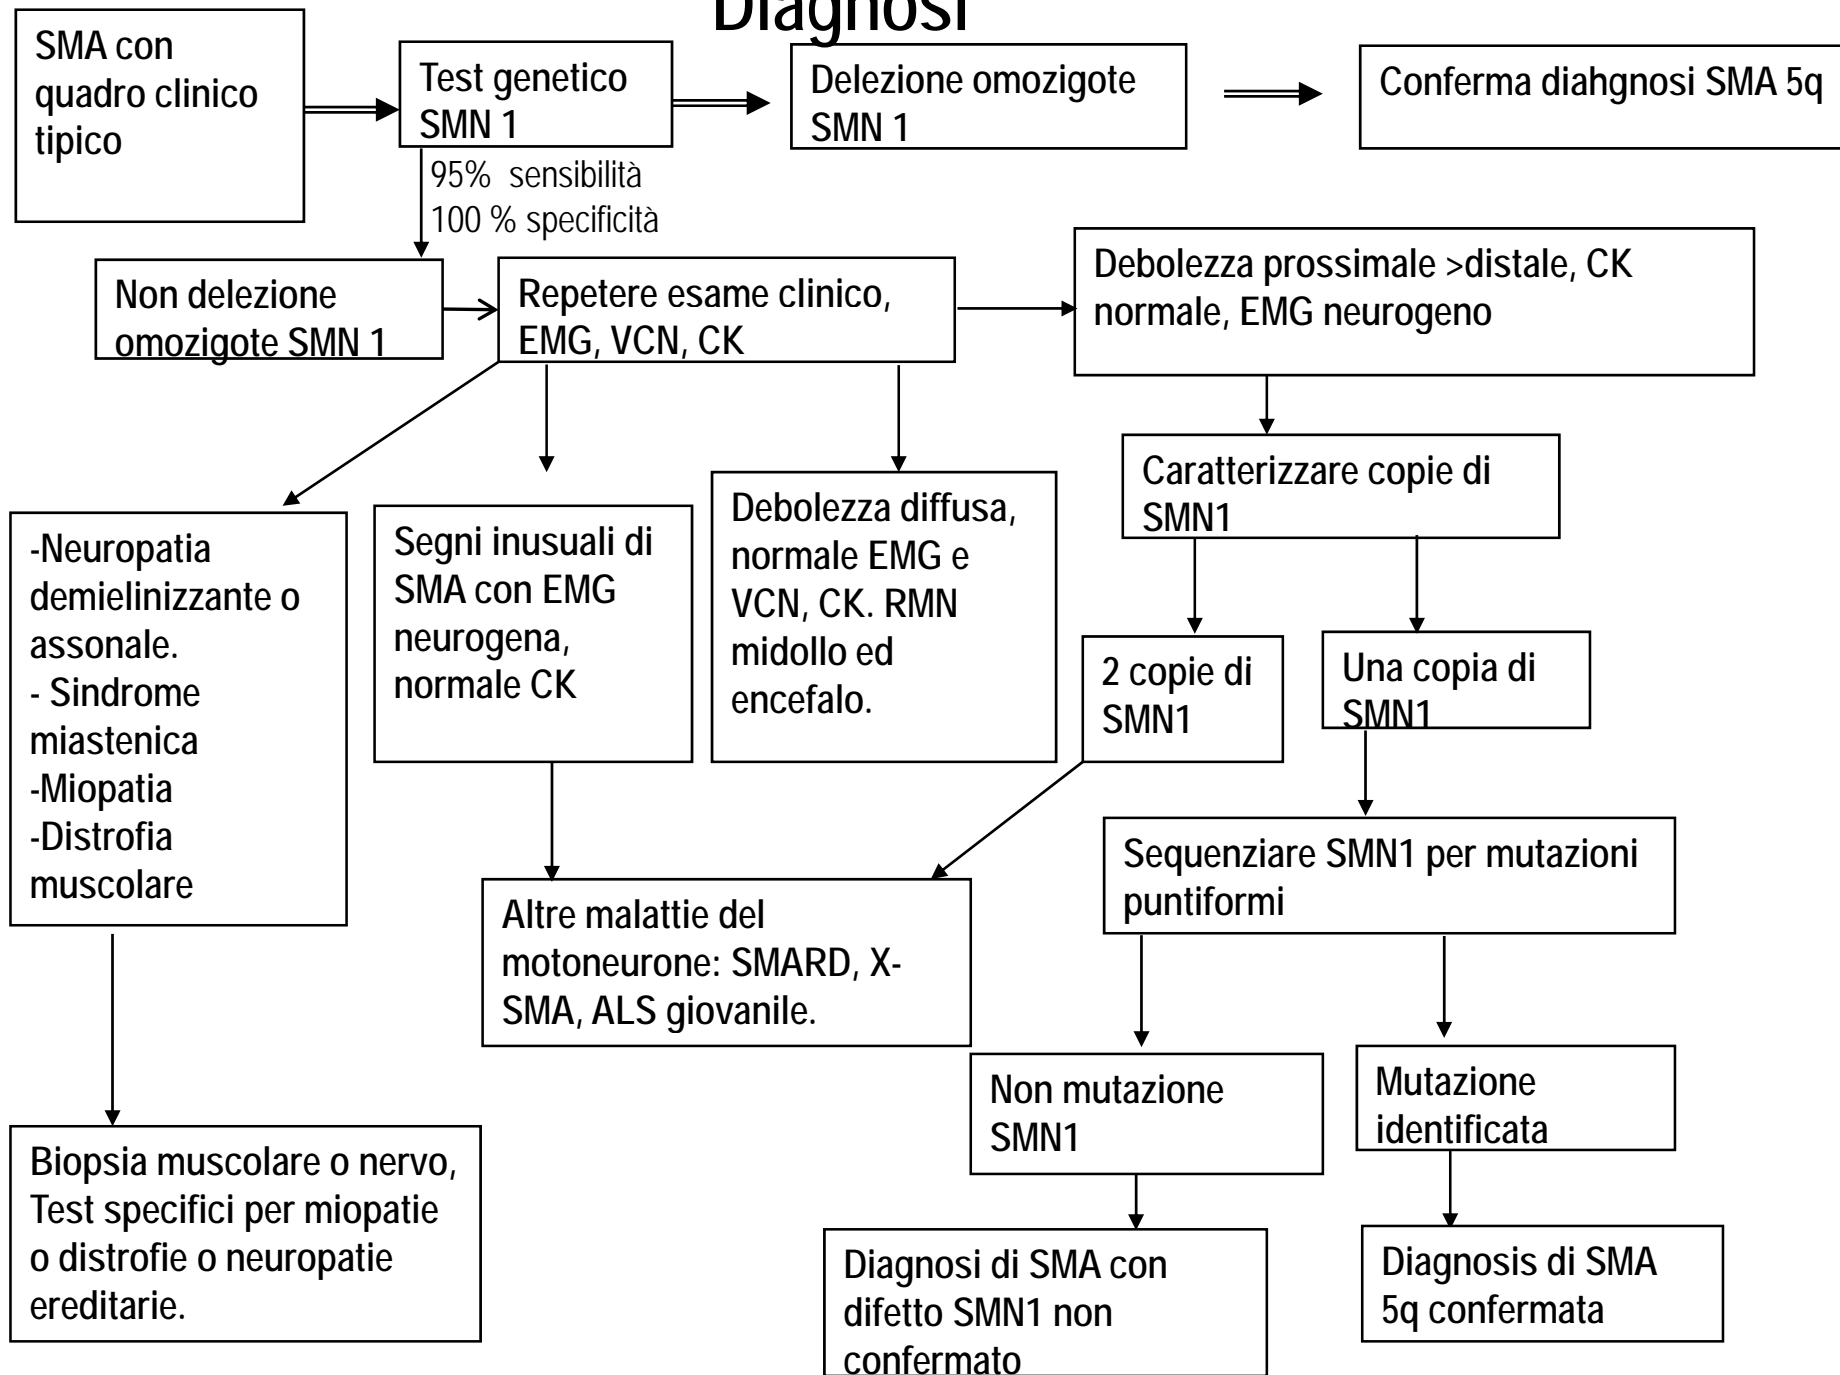 Diagnosi
SMA con
quadro clinico
tipico
Test genetico
SMN 1
Delezione omozigote
SMN 1
Conferma diahgnosi SMA 5q
95% sensibilità
100 % specificità
Non delezione
omozigote SMN 1
Repetere esame clinico,
EMG, VCN, CK
Debolezza prossimale >distale, CK
normale, EMG neurogeno
Caratterizzare copie di
SMN1
-Neuropatia
demielinizzante o
assonale.
- Sindrome
miastenica
-Miopatia
-Distrofia
muscolare
Segni inusuali di
SMA con EMG
neurogena,
normale CK
Debolezza diffusa,
normale EMG e
VCN, CK. RMN
midollo ed
encefalo.
2 copie di
SMN1
Una copia di
SMN1
Sequenziare SMN1 per mutazioni
puntiformi
Altre malattie del
motoneurone: SMARD, X-
SMA, ALS giovanile.
Non mutazione
SMN1
Mutazione
identificata
Biopsia muscolare o nervo,
Test specifici per miopatie
o distrofie o neuropatie
ereditarie.
Diagnosi di SMA con
difetto SMN1 non
confermato
Diagnosis di SMA
5q confermata